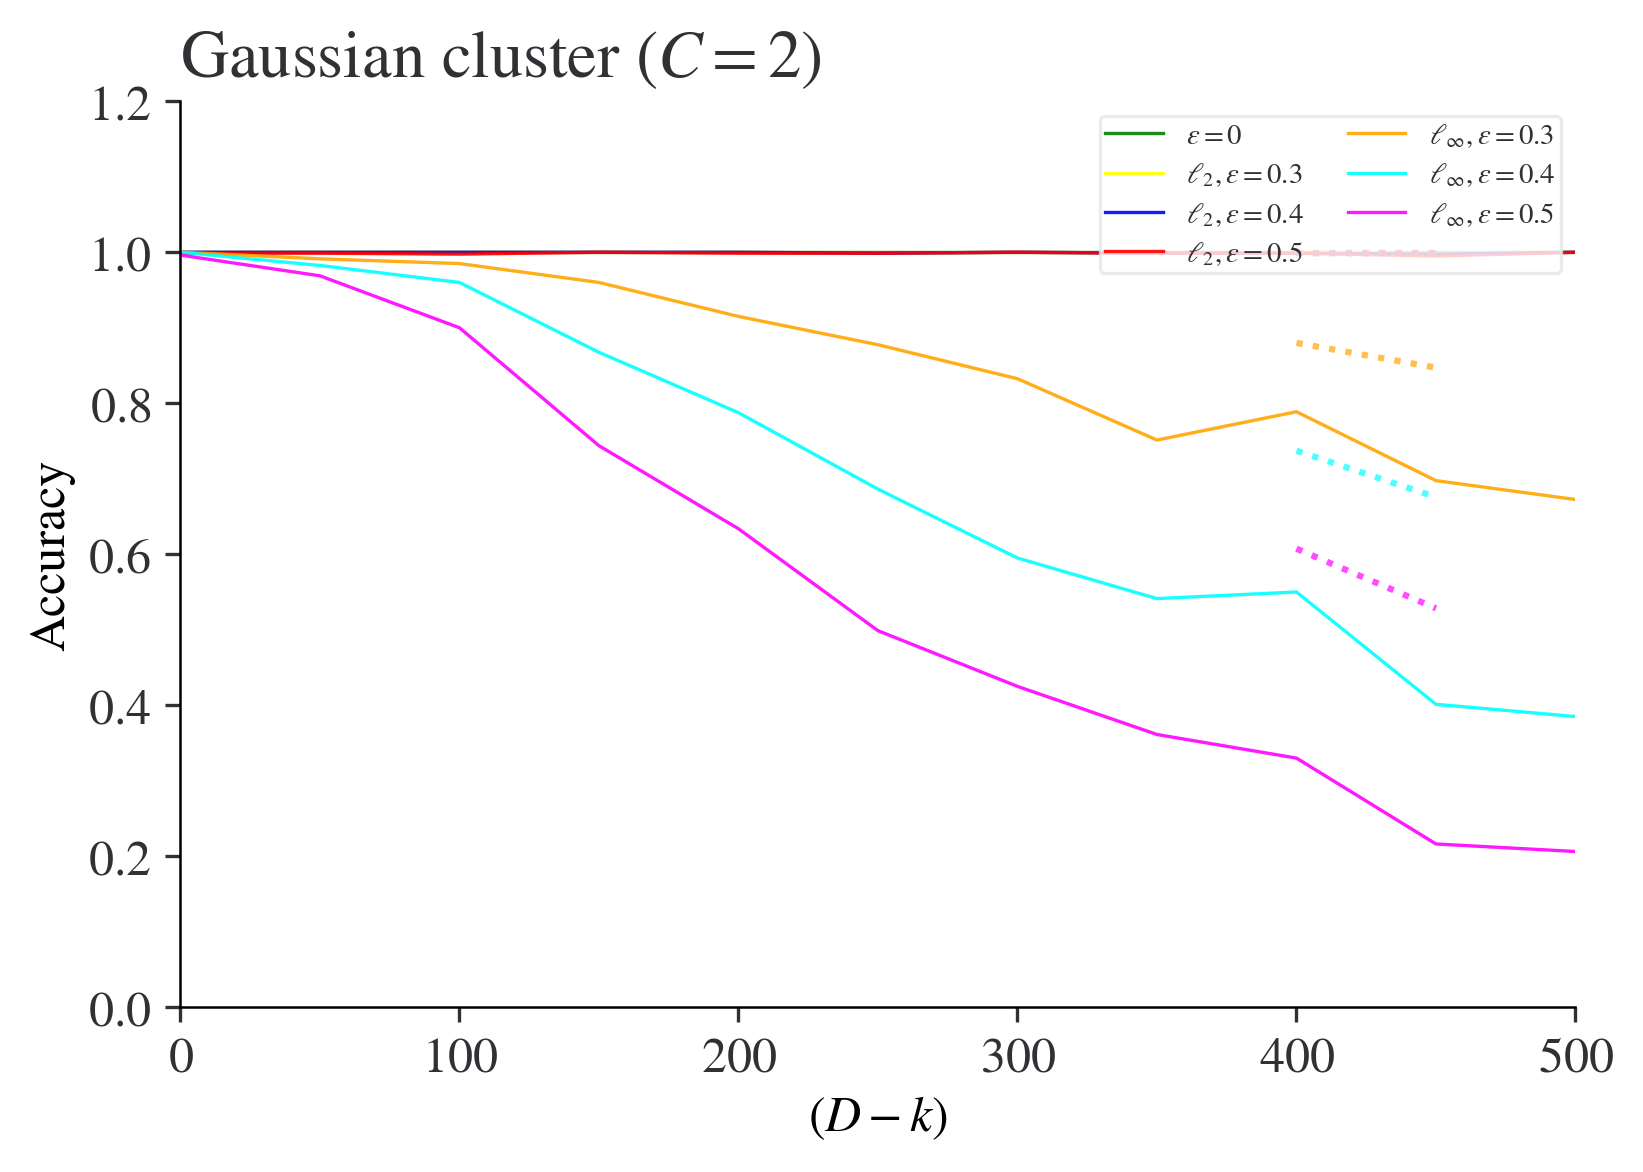 Gaussian cluster (C = 2)
1.2
1.0
0.8
0.6
0.4
0.2
0.0
Accuracy
ε = 0
ℓ₂, ε = 0.3
ℓ₂, ε = 0.4
ℓ₂, ε = 0.5
ℓ∞, ε = 0.3
ℓ∞, ε = 0.4
ℓ∞, ε = 0.5
0 100 200 300 400 500
(D − k)